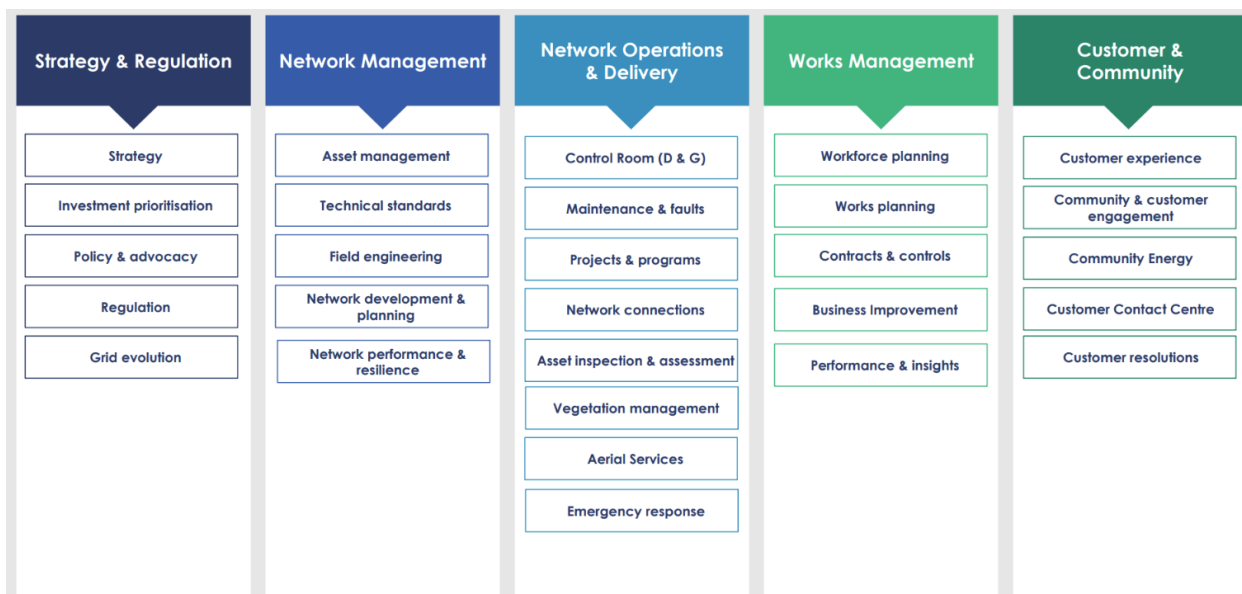 Strategy & Regulation
Strategy
Investment prioritisation
Policy & advocacy
Regulation
Grid evolution
Network Management
Asset management
Technical standards
Field engineering
Network development &
planning
Network performance &
resilience
Network Operations
& Delivery
Control Room (D & G)
Maintenance & faults
Projects & programs
Network connections
Asset inspection & assessment
Vegetation management
Aerial Services
Emergency response
Works Management
Workforce planning
Works planning
Contracts & controls
Business Improvement
Performance & insights
Customer &
Community
Customer experience
Community & customer
engagement
Community Energy
Customer Contact Centre
Customer resolutions